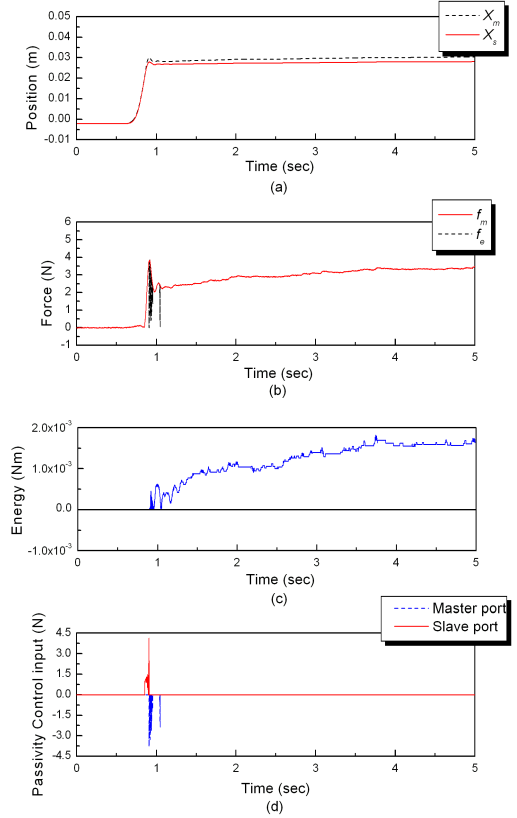 0.05
0.04
0.03
0.02
0.01
0.00
-0.01
Position (m)
X m
X s
0 1 2 3 4 5
Time (sec)
(a)
6
5
4
3
2
1
0
-1
Force (N)
f m
f e
0 1 2 3 4 5
Time (sec)
(b)
2.0x10-3
1.0x10-3
0.0
-1.0x10-3
Energy (Nm)
0 1 2 3 4 5
Time (sec)
(c)
Master port
Slave port
4.5
3.0
1.5
0.0
-1.5
-3.0
-4.5
Passivity Control input (N)
0 1 2 3 4 5
Time (sec)
(d)